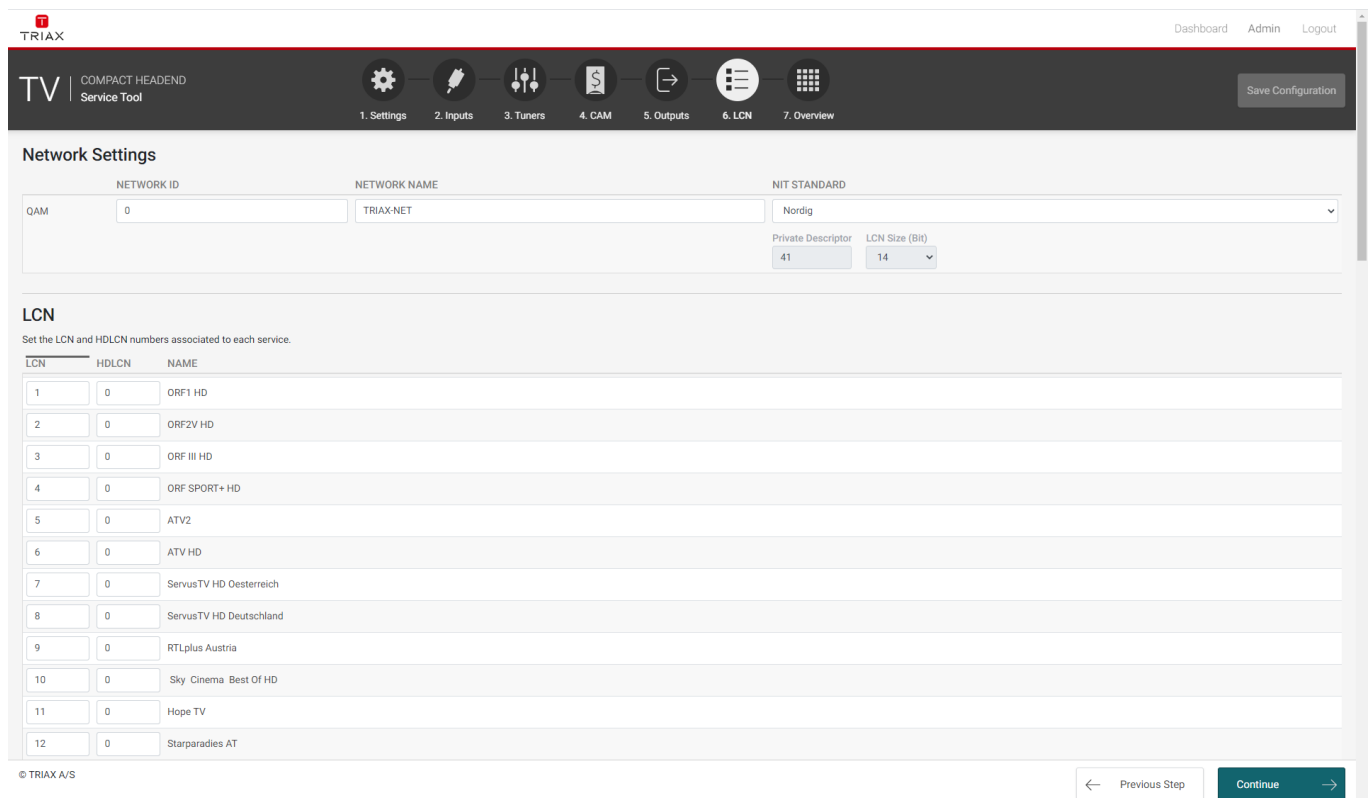 TRIAX
Dashboard Admin Logout
TV COMPACT HEADEND
Service Tool
1. Settings 2. Inputs 3. Tuners 4. CAM 5. Outputs 6. LCN 7. Overview
Save Configuration
Network Settings
NETWORK ID NETWORK NAME NIT STANDARD
QAM 0 TRIAX-NET Nordig
Private Descriptor LCN Size (Bit)
41 14
LCN
Set the LCN and HDLCN numbers associated to each service.
LCN HDLCN NAME
1 0 ORF1 HD
2 0 ORF2V HD
3 0 ORF III HD
4 0 ORF SPORT+ HD
5 0 ATV2
6 0 ATV HD
7 0 ServusTV HD Oesterreich
8 0 ServusTV HD Deutschland
9 0 RTLplus Austria
10 0 Sky Cinema Best Of HD
11 0 Hope TV
12 0 Starparadies AT
© TRIAX A/S
Previous Step Continue